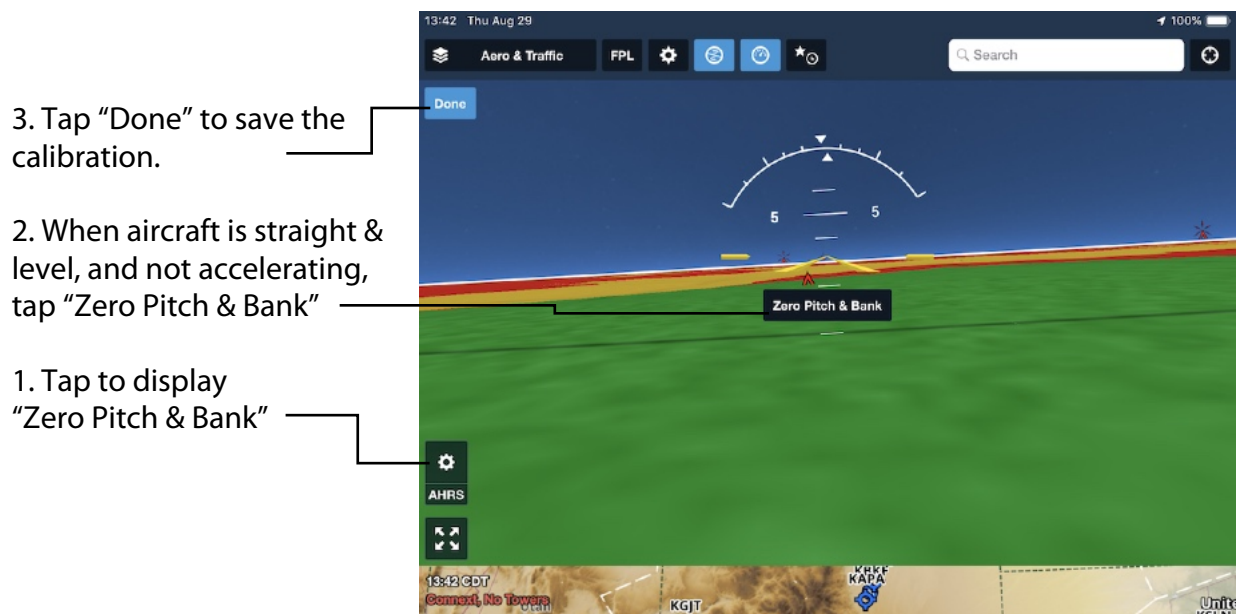 13:42 Thu Aug 29
100%
Aero & Traffic
FPL
Search
Done
3. Tap “Done” to save the
calibration.
5 5
2. When aircraft is straight &
level, and not accelerating,
tap “Zero Pitch & Bank”
Zero Pitch & Bank
1. Tap to display
“Zero Pitch & Bank”
AHRS
13:42 CDT
Connext, No Towers
Utah
KGJT
KAPA
Unite